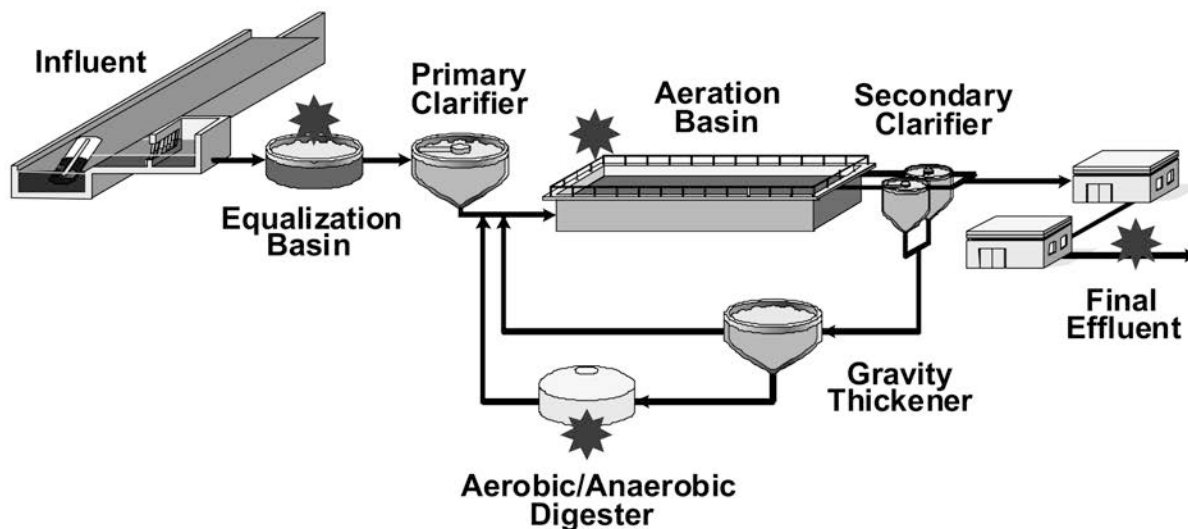 Influent
Primary
Clarifier
Aeration
Basin
Secondary
Clarifier
Equalization
Basin
Final
Effluent
Gravity
Thickener
Aerobic/Anaerobic
Digester